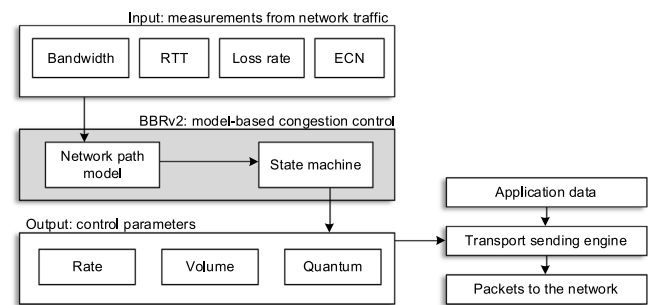 Input: measurements from network traffic
Bandwidth
RTT
Loss rate
ECN
BBRv2: model-based congestion control
Network path
model
State machine
Output: control parameters
Rate
Volume
Quantum
Application data
Transport sending engine
Packets to the network